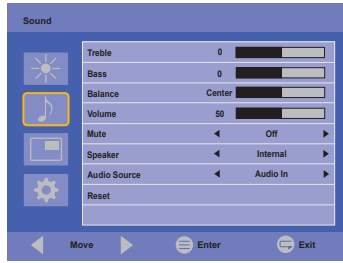 Sound
Treble 0
Bass 0
Balance Center
Volume 50
Mute Off
Speaker Internal
Audio Source Audio In
Reset
Move Enter Exit